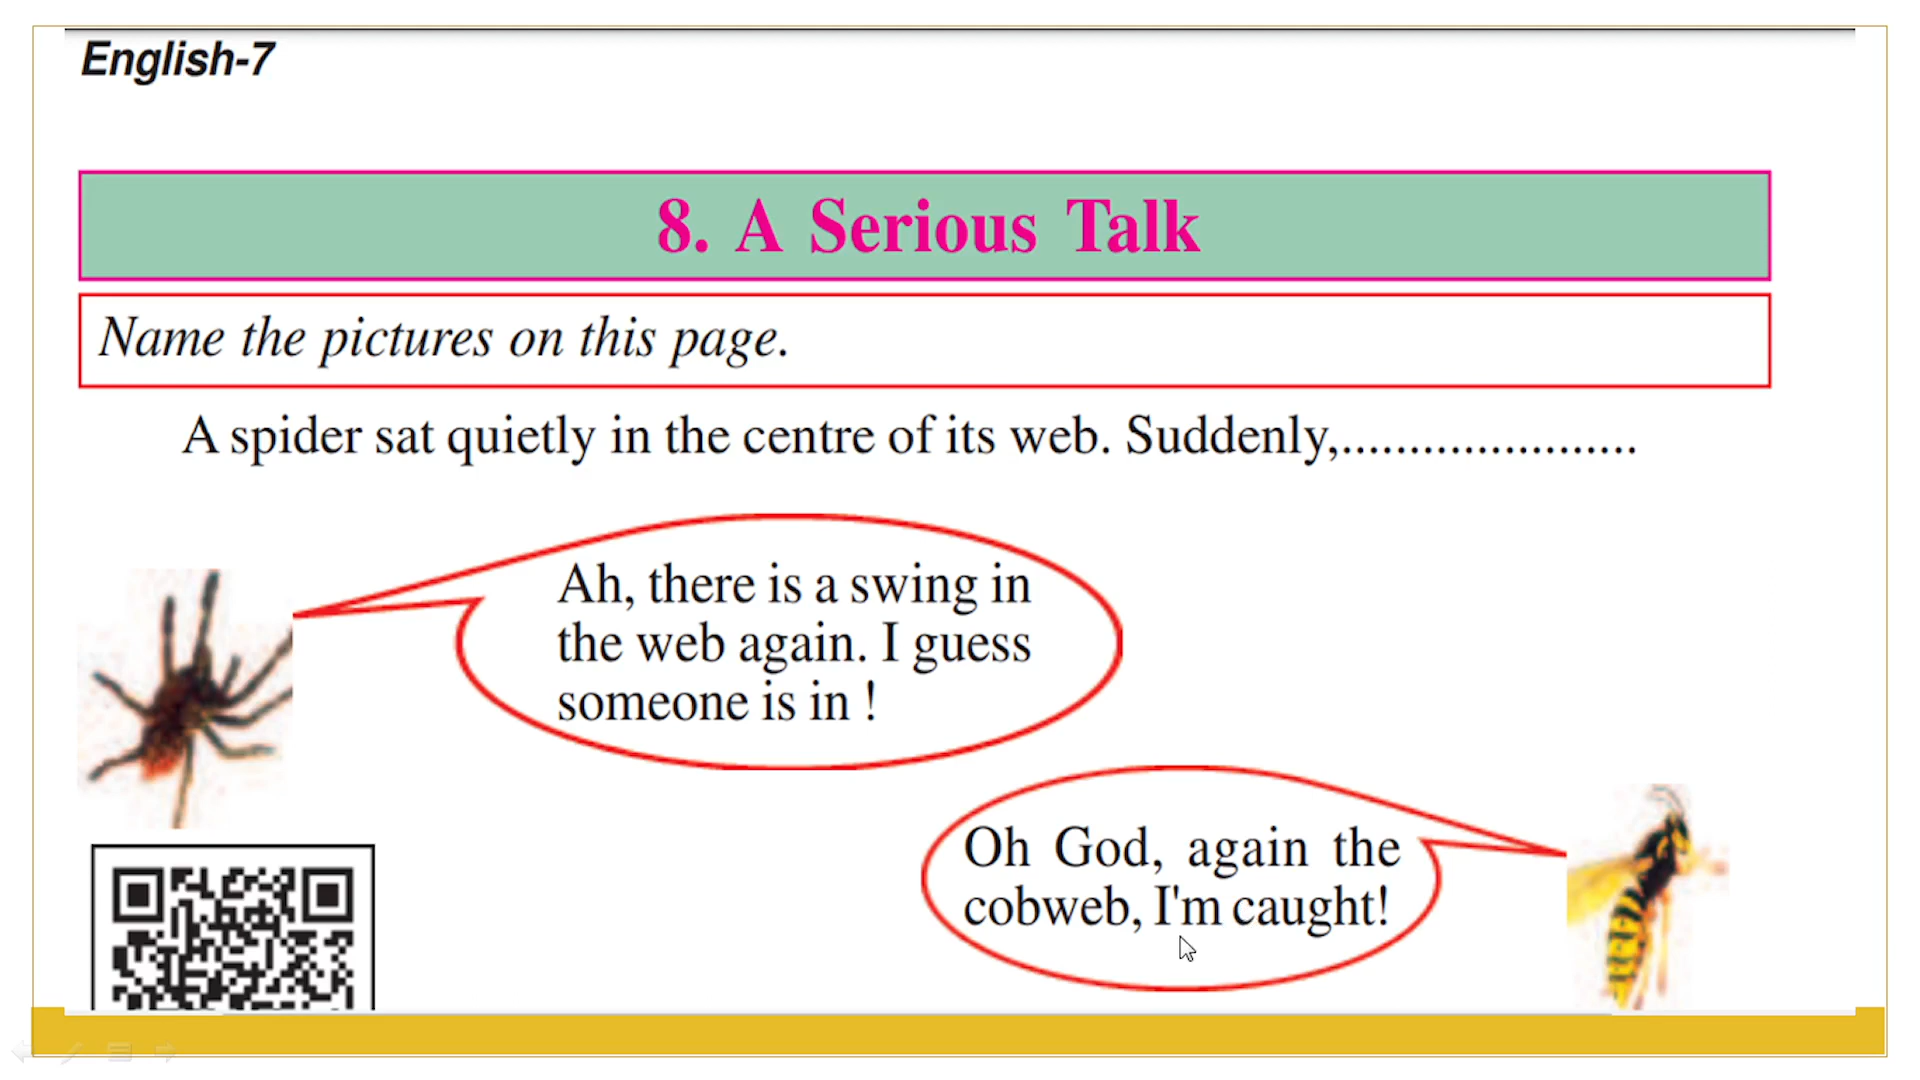 English-7
8. A Serious Talk
Name the pictures on this page.
A spider sat quietly in the centre of its web. Suddenly,......................
Ah, there is a swing in
the web again. I guess
someone is in !
Oh God, again the
cobweb, I'm caught!